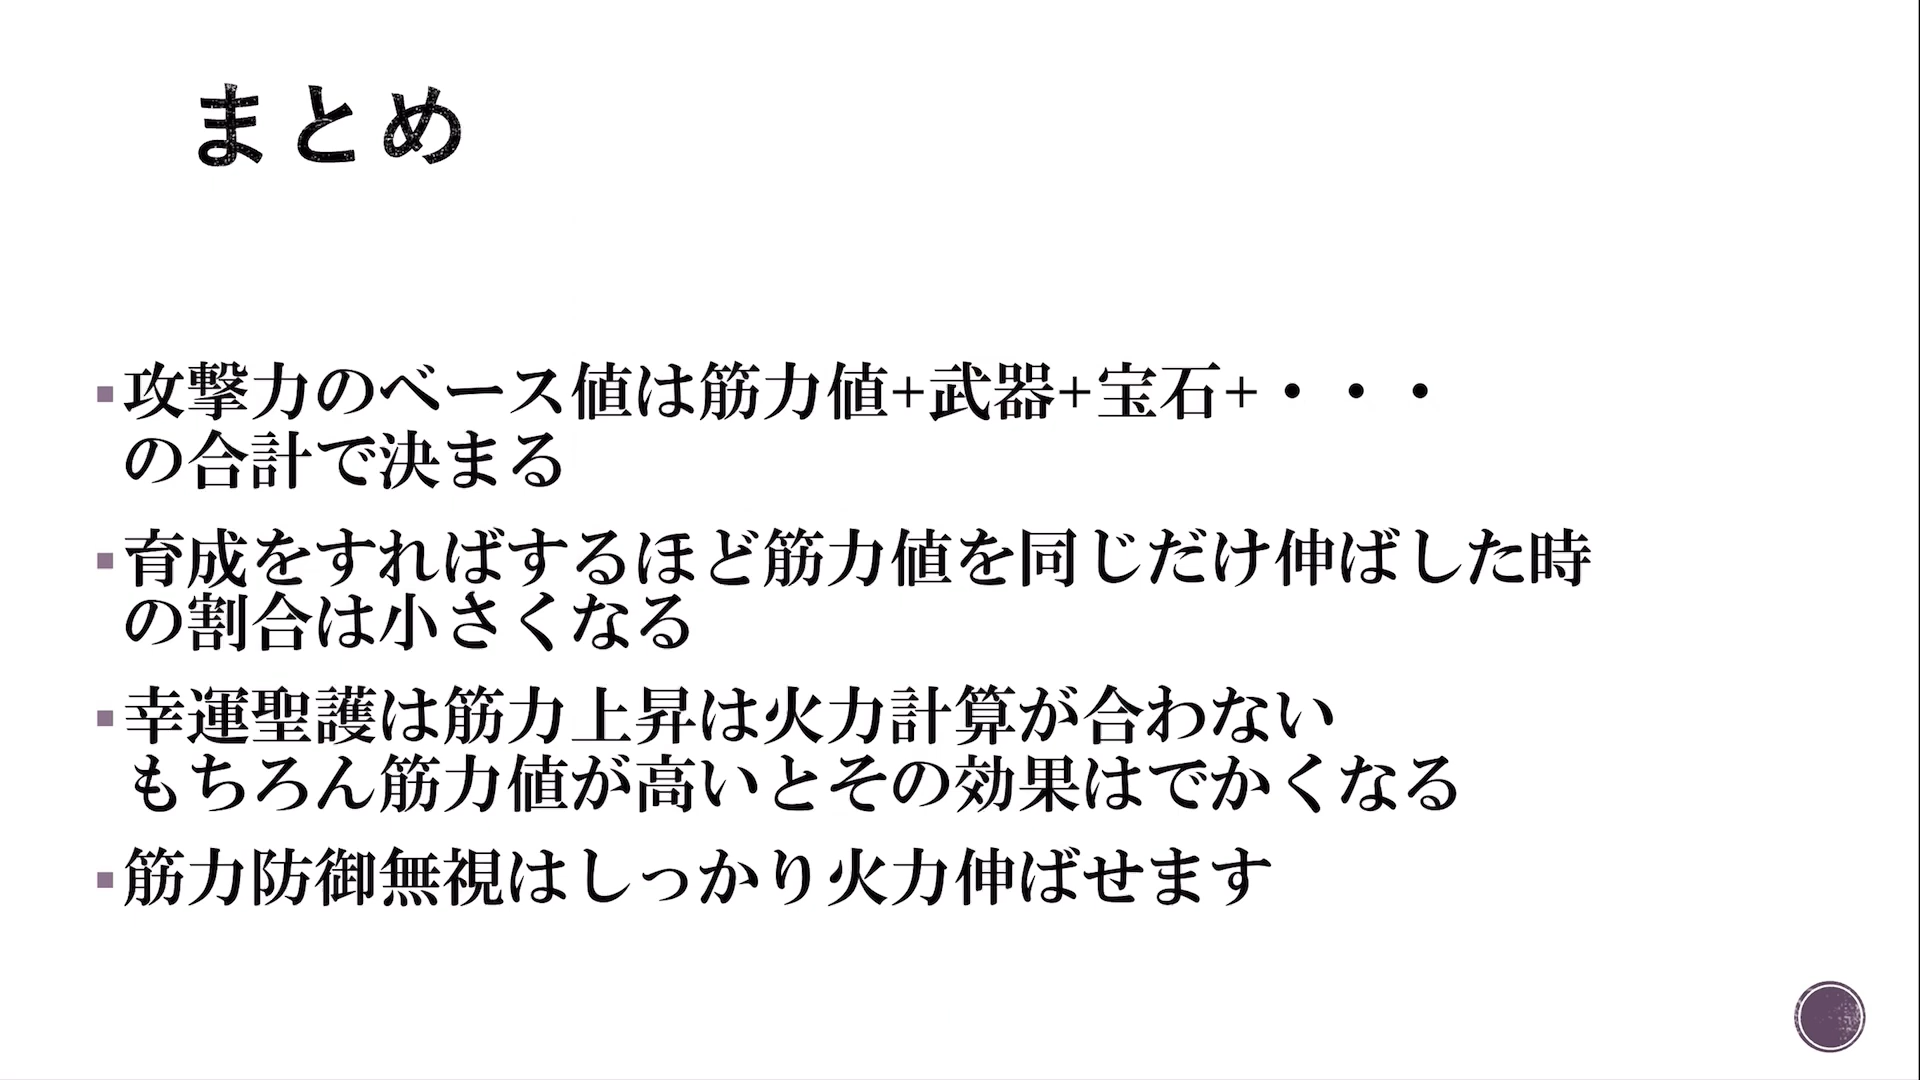 まとめ
▪攻撃力のベース値は筋力値+武器+宝石+・・・
の合計で決まる
▪育成をすればするほど筋力値を同じだけ伸ばした時
の割合は小さくなる
▪幸運聖護は筋力上昇は火力計算が合わない
もちろん筋力値が高いとその効果はでかくなる
▪筋力防御無視はしっかり火力伸ばせます